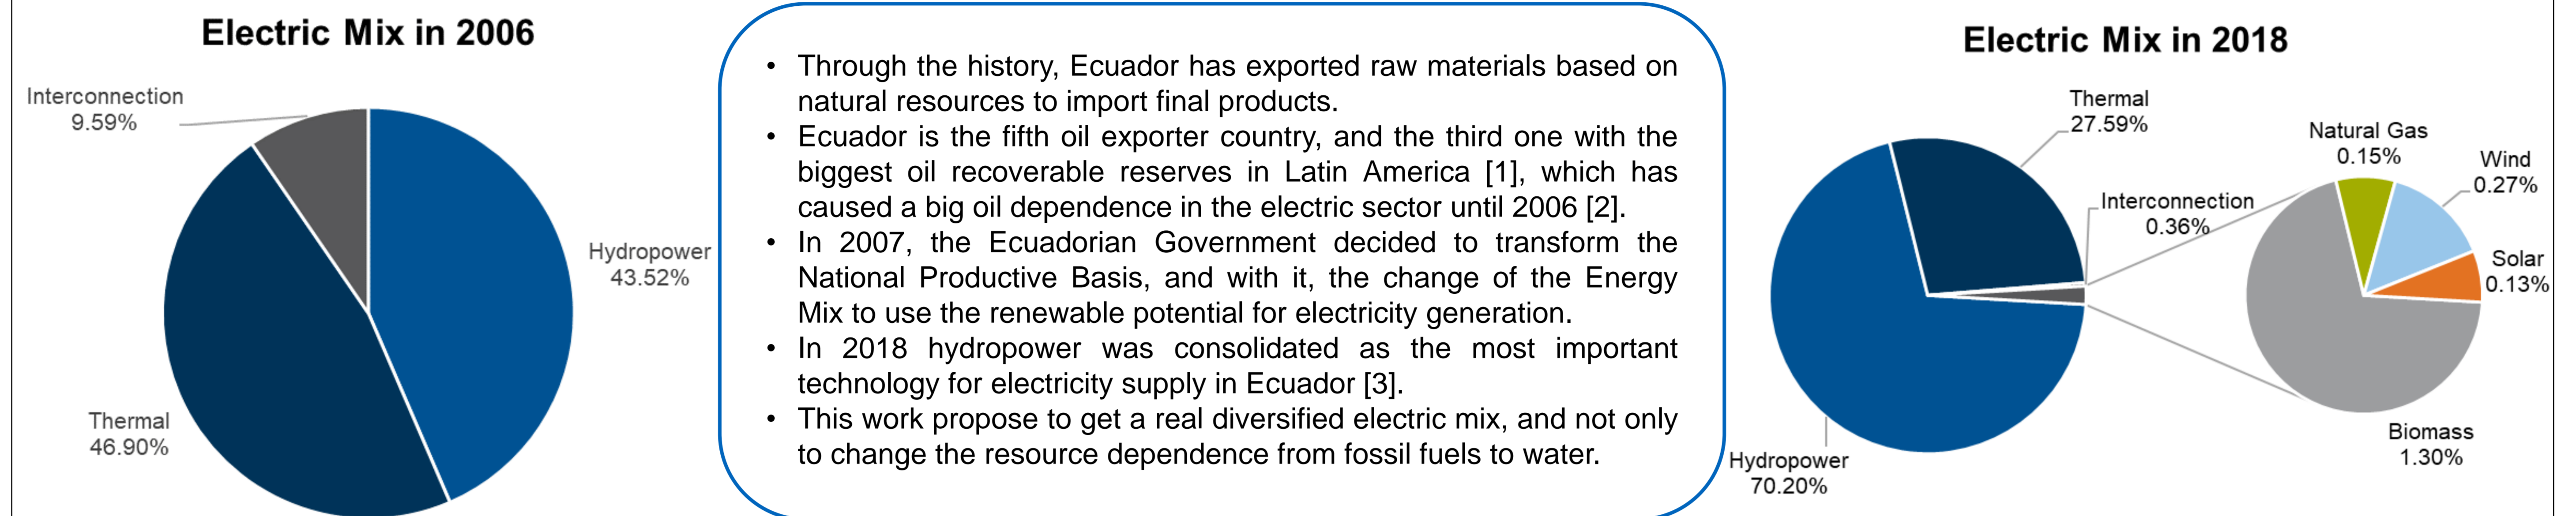 Electric Mix in 2006
Interconnection
9.59%
Hydropower
43.52%
Thermal
46.90%
• Through the history, Ecuador has exported raw materials based on
natural resources to import final products.
• Ecuador is the fifth oil exporter country, and the third one with the
biggest oil recoverable reserves in Latin America [1], which has
caused a big oil dependence in the electric sector until 2006 [2].
• In 2007, the Ecuadorian Government decided to transform the
National Productive Basis, and with it, the change of the Energy
Mix to use the renewable potential for electricity generation.
• In 2018 hydropower was consolidated as the most important
technology for electricity supply in Ecuador [3].
• This work propose to get a real diversified electric mix, and not only
to change the resource dependence from fossil fuels to water.
Electric Mix in 2018
Thermal
27.59%
Interconnection
0.36%
Natural Gas
0.15%
Wind
0.27%
Solar
0.13%
Biomass
1.30%
Hydropower
70.20%